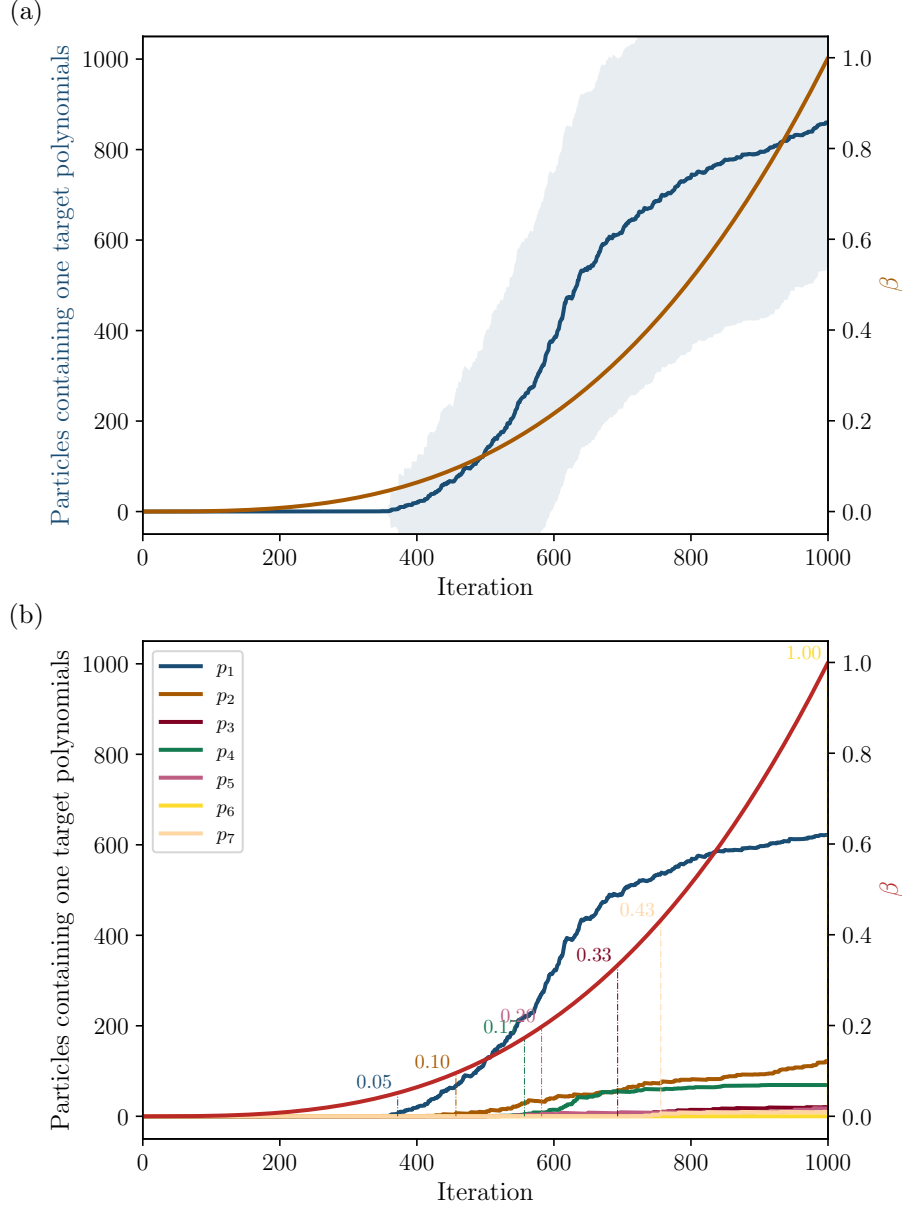 (a)
Particles containing one target polynomials
1000
800
600
400
200
0
1.0
0.8
0.6
0.4
0.2
0.0
β
0 200 400 600 800 1000
Iteration
(b)
Particles containing one target polynomials
1000
800
600
400
200
0
p1
p2
p3
p4
p5
p6
p7
0.05
0.10
0.17
0.20
0.33
0.43
1.00
1.0
0.8
0.6
0.4
0.2
0.0
β
0 200 400 600 800 1000
Iteration